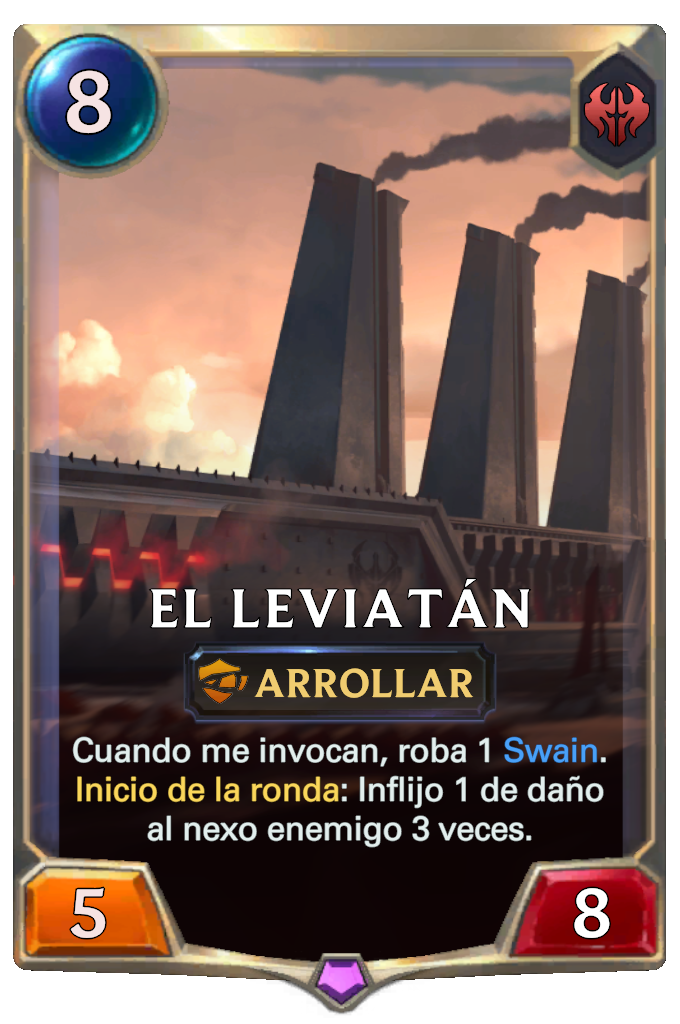 8
EL LEVIATÁN
ARROLLAR
Cuando me invocan, roba 1 Swain.
Inicio de la ronda: Inflijo 1 de daño
al nexo enemigo 3 veces.
5
8